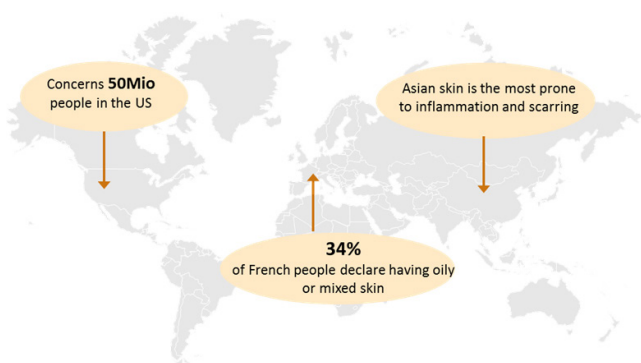 Concerns 50Mio
people in the US
Asian skin is the most prone
to inflammation and scarring
34%
of French people declare having oily
or mixed skin